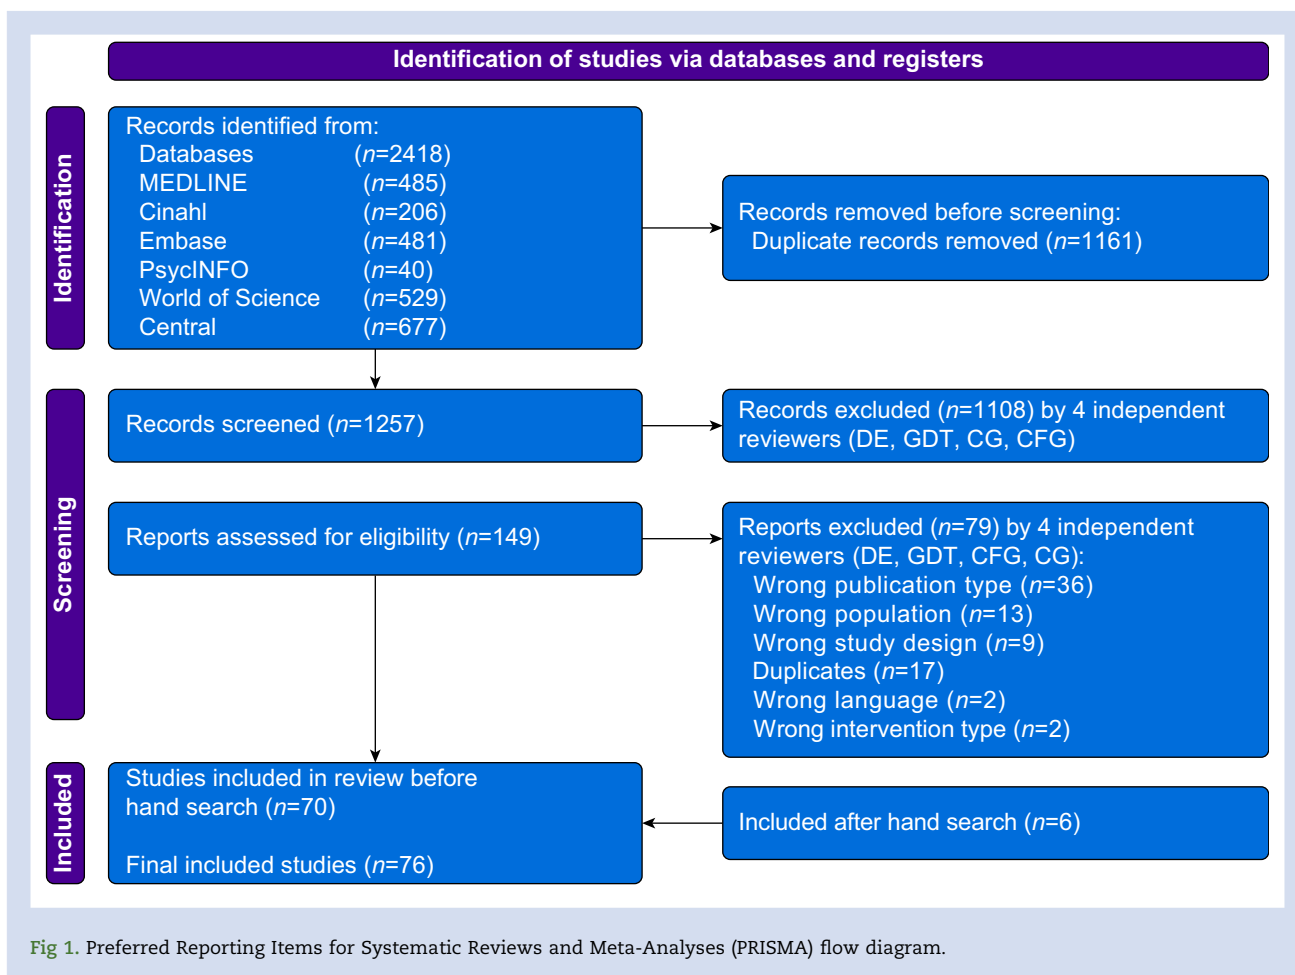 Identification of studies via databases and registers
Identification
Records identified from:
Databases (n=2418)
MEDLINE (n=485)
Cinahl (n=206)
Embase (n=481)
PsycINFO (n=40)
World of Science (n=529)
Central (n=677)
Records removed before screening:
Duplicate records removed (n=1161)
Screening
Records screened (n=1257)
Records excluded (n=1108) by 4 independent
reviewers (DE, GDT, CG, CFG)
Reports assessed for eligibility (n=149)
Reports excluded (n=79) by 4 independent
reviewers (DE, GDT, CFG, CG):
Wrong publication type (n=36)
Wrong population (n=13)
Wrong study design (n=9)
Duplicates (n=17)
Wrong language (n=2)
Wrong intervention type (n=2)
Included
Studies included in review before
hand search (n=70)
Final included studies (n=76)
Included after hand search (n=6)
Fig 1. Preferred Reporting Items for Systematic Reviews and Meta-Analyses (PRISMA) flow diagram.